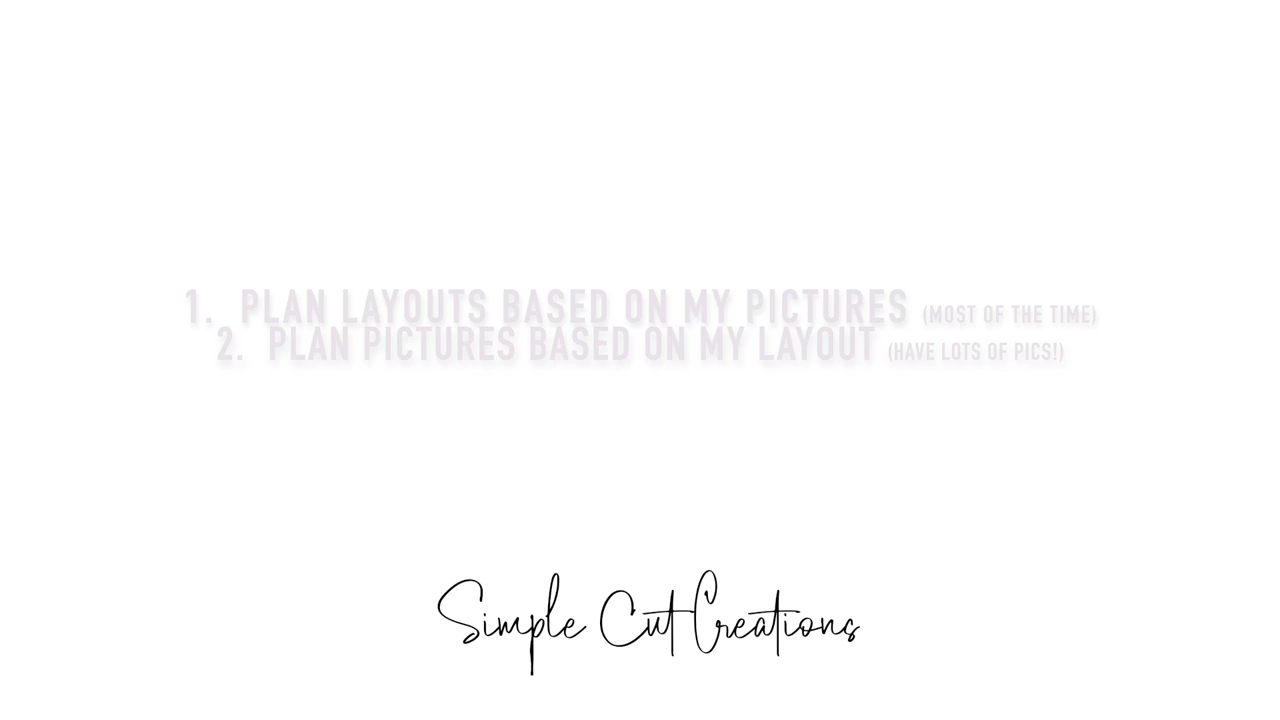 1. PLAN LAYOUTS BASED ON MY PICTURES (MOST OF THE TIME)
2. PLAN PICTURES BASED ON MY LAYOUT (HAVE LOTS OF PICS!)
Simple Cut Creations